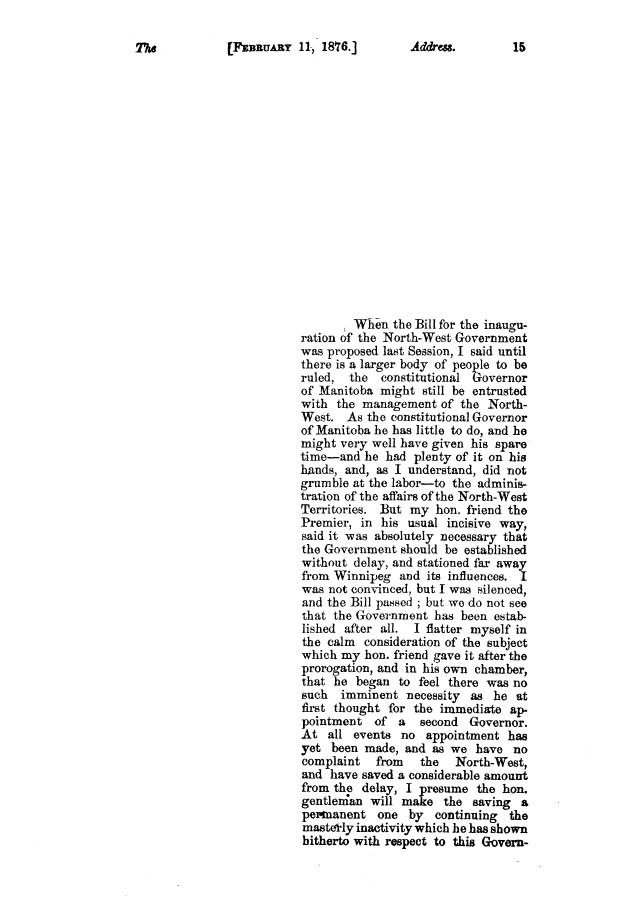 The [FEBRUARY 11, 1876.] Address. 15
When the Bill for the inaugu-
ration of the North-West Government
was proposed last Session, I said until
there is a larger body of people to be
ruled, the constitutional Governor
of Manitoba might still be entrusted
with the management of the North-
West. As the constitutional Governor
of Manitoba he has little to do, and he
might very well have given his spare
time—and he had plenty of it on his
hands, and, as I understand, did not
grumble at the labor—to the adminis-
tration of the affairs of the North-West
Territories. But my hon. friend the
Premier, in his usual incisive way,
said it was absolutely necessary that
the Government should be established
without delay, and stationed far away
from Winnipeg and its influences. I
was not convinced, but I was silenced,
and the Bill passed ; but we do not see
that the Government has been estab-
lished after all. I flatter myself in
the calm consideration of the subject
which my hon. friend gave it after the
prorogation, and in his own chamber,
that he began to feel there was no
such imminent necessity as he at
first thought for the immediate ap-
pointment of a second Governor.
At all events no appointment has
yet been made, and as we have no
complaint from the North-West,
and have saved a considerable amount
from the delay, I presume the hon.
gentleman will make the saving a
permanent one by continuing the
masterly inactivity which he has shown
hitherto with respect to this Govern-